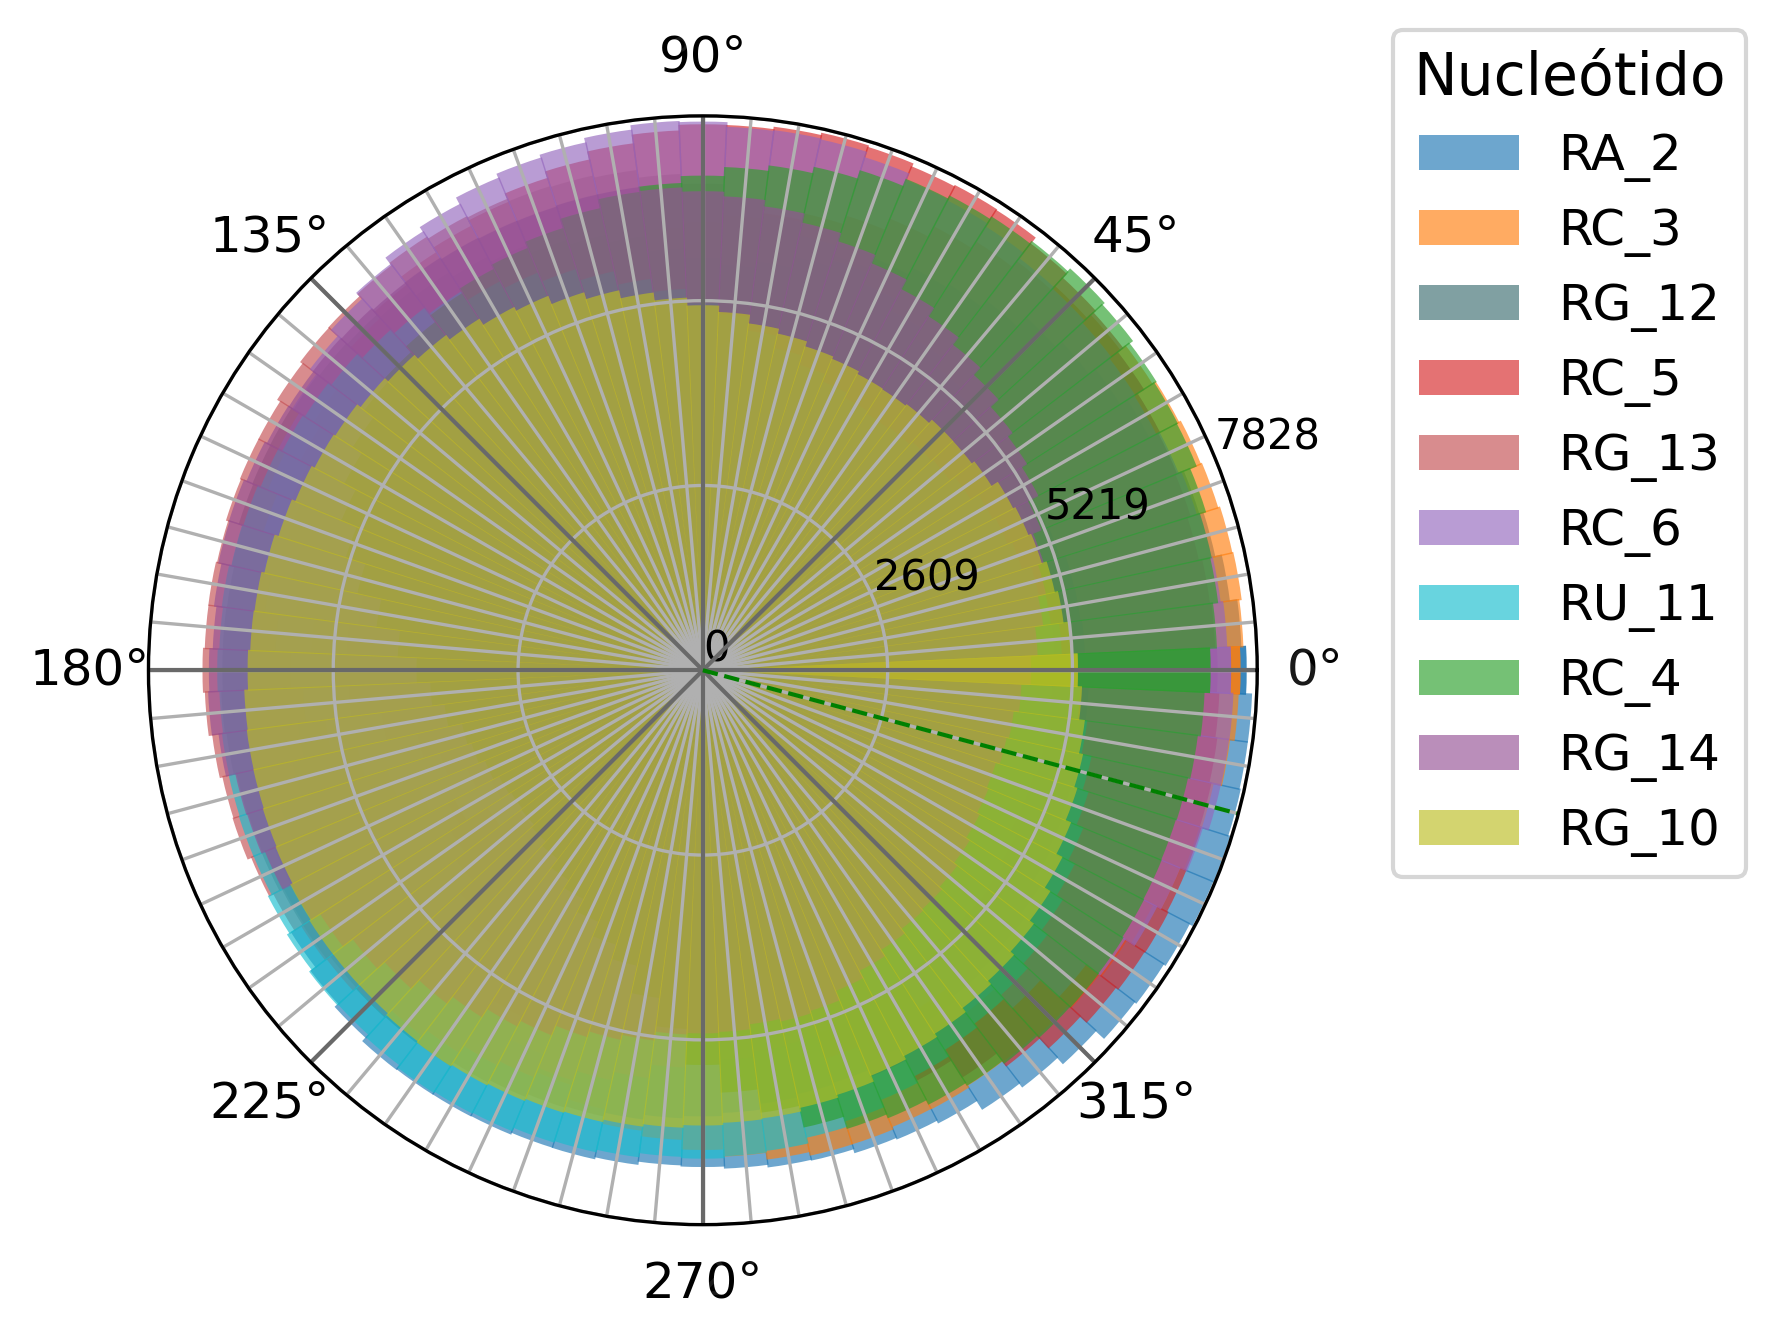 90°
Nucleótido
RA_2
135°
45°
RC_3
RG_12
RC_5
7828
RG_13
5219
RC_6
2609
RU_11
0
180°
0°
RC_4
RG_14
RG_10
225°
315°
270°